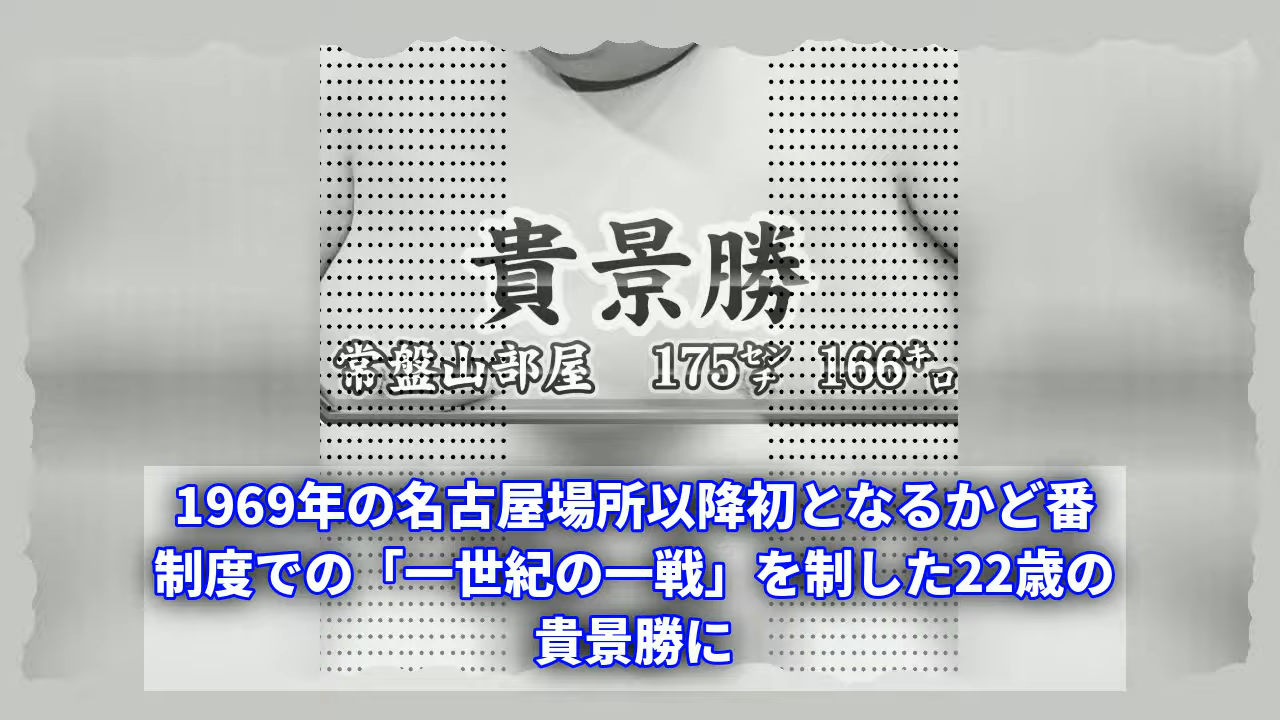 貴景勝
常盤山部屋 175センチ 166キロ
1969年の名古屋場所以降初となるかど番
制度での「一世紀の一戦」を制した22歳の
貴景勝に